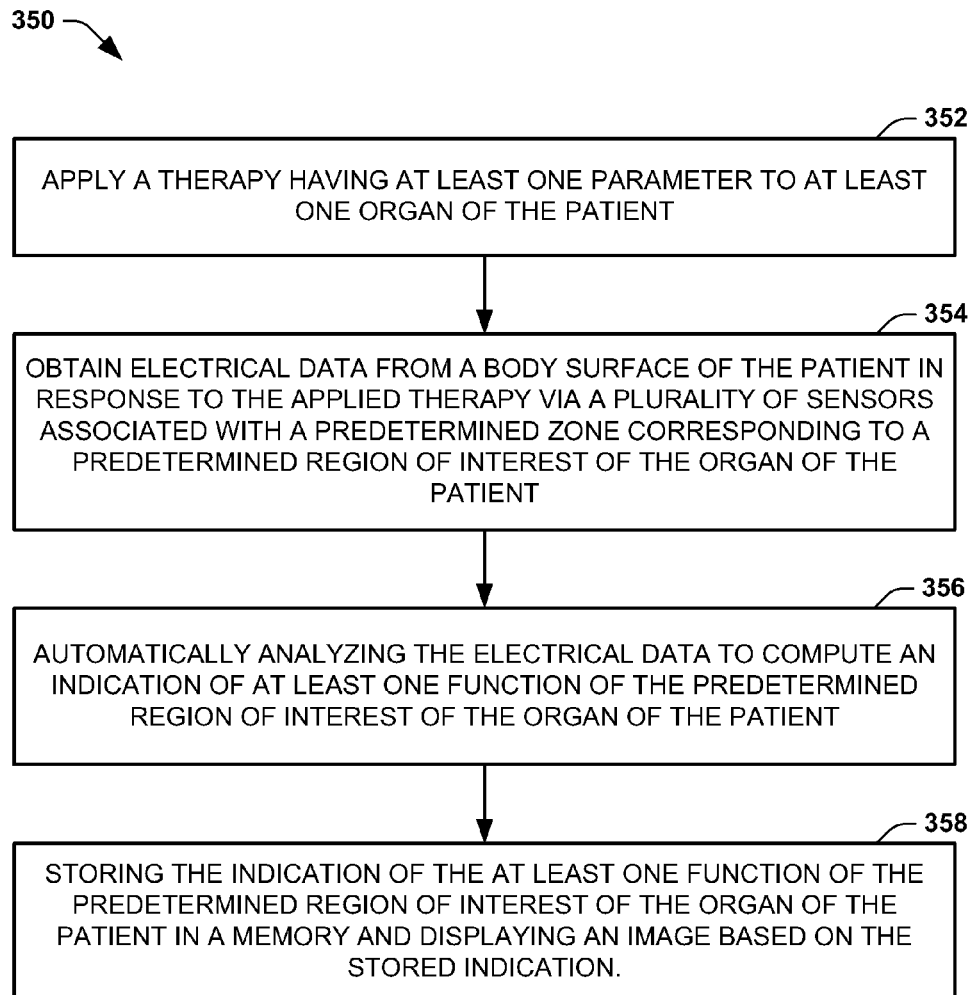 350
352
APPLY A THERAPY HAVING AT LEAST ONE PARAMETER TO AT LEAST
ONE ORGAN OF THE PATIENT
354
OBTAIN ELECTRICAL DATA FROM A BODY SURFACE OF THE PATIENT IN
RESPONSE TO THE APPLIED THERAPY VIA A PLURALITY OF SENSORS
ASSOCIATED WITH A PREDETERMINED ZONE CORRESPONDING TO A
PREDETERMINED REGION OF INTEREST OF THE ORGAN OF THE
PATIENT
356
AUTOMATICALLY ANALYZING THE ELECTRICAL DATA TO COMPUTE AN
INDICATION OF AT LEAST ONE FUNCTION OF THE PREDETERMINED
REGION OF INTEREST OF THE ORGAN OF THE PATIENT
358
STORING THE INDICATION OF THE AT LEAST ONE FUNCTION OF THE
PREDETERMINED REGION OF INTEREST OF THE ORGAN OF THE
PATIENT IN A MEMORY AND DISPLAYING AN IMAGE BASED ON THE
STORED INDICATION.